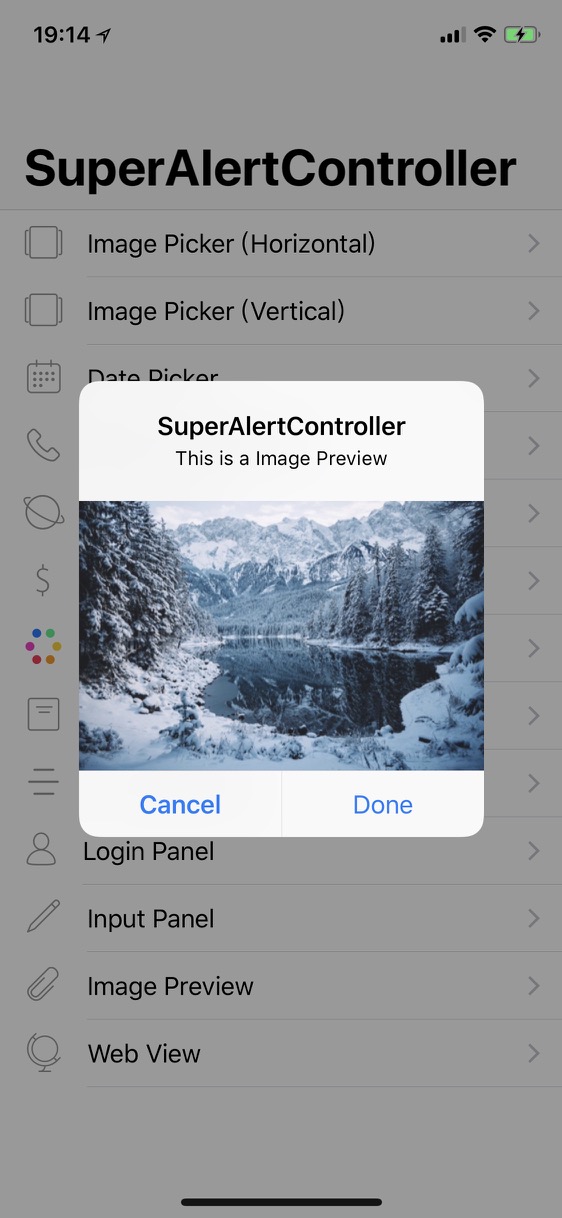 19:14
SuperAlertController
Image Picker (Horizontal)
Image Picker (Vertical)
Date Picker
SuperAlertController
This is a Image Preview
Cancel
Done
Login Panel
Input Panel
Image Preview
Web View